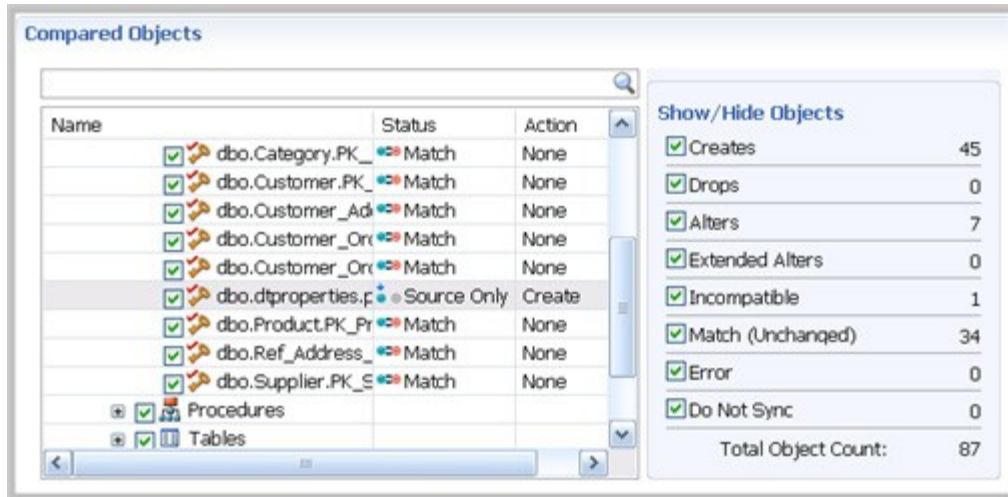 Compared Objects
Name Status Action
dbo.Category.PK_ Match None
dbo.Customer.PK_ Match None
dbo.Customer_Ad Match None
dbo.Customer_Or Match None
dbo.Customer_Or Match None
dbo.dtproperties.p Source Only Create
dbo.Product.PK_Pr Match None
dbo.Ref_Address_ Match None
dbo.Supplier.PK_S Match None
Procedures
Tables
Show/Hide Objects
Creates 45
Drops 0
Alters 7
Extended Alters 0
Incompatible 1
Match (Unchanged) 34
Error 0
Do Not Sync 0
Total Object Count: 87